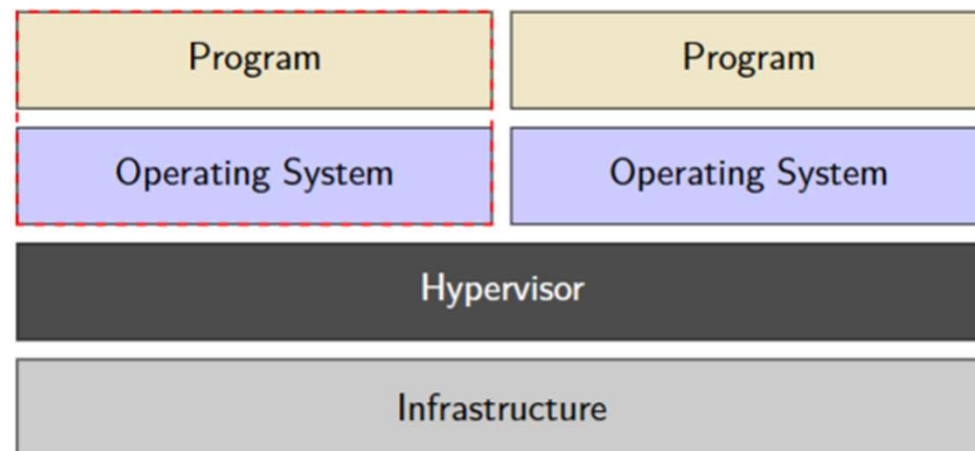 Program
Program
Operating System
Operating System
Hypervisor
Infrastructure